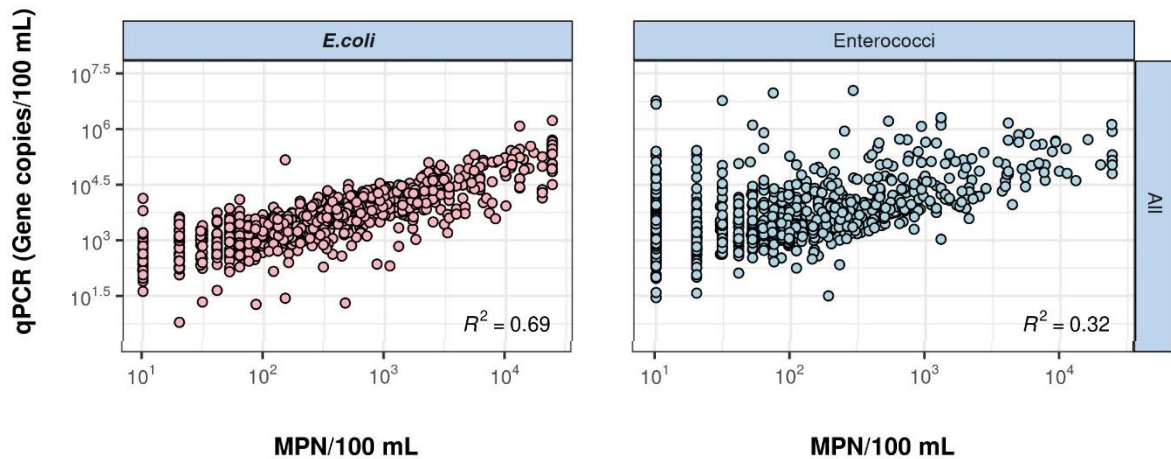 E.coli
Enterococci
qPCR (Gene copies/100 mL)
10^7.5
10^6
10^4.5
10^3
10^1.5
R² = 0.69
R² = 0.32
All
10^1
10^2
10^3
10^4
10^1
10^2
10^3
10^4
MPN/100 mL
MPN/100 mL